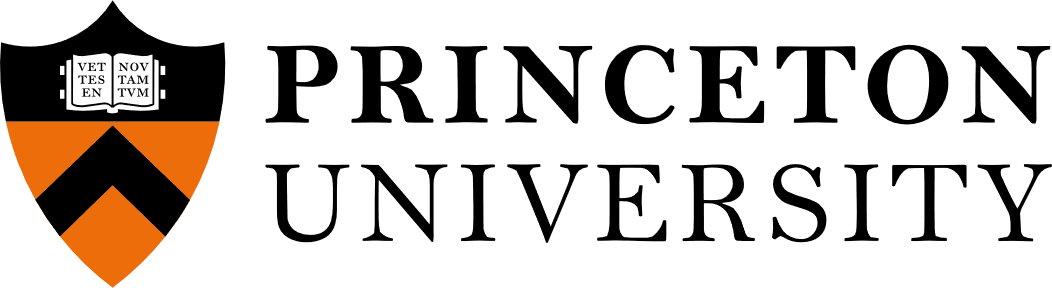 VET NOV
TES TAM
EN TVM
PRINCETON
UNIVERSITY